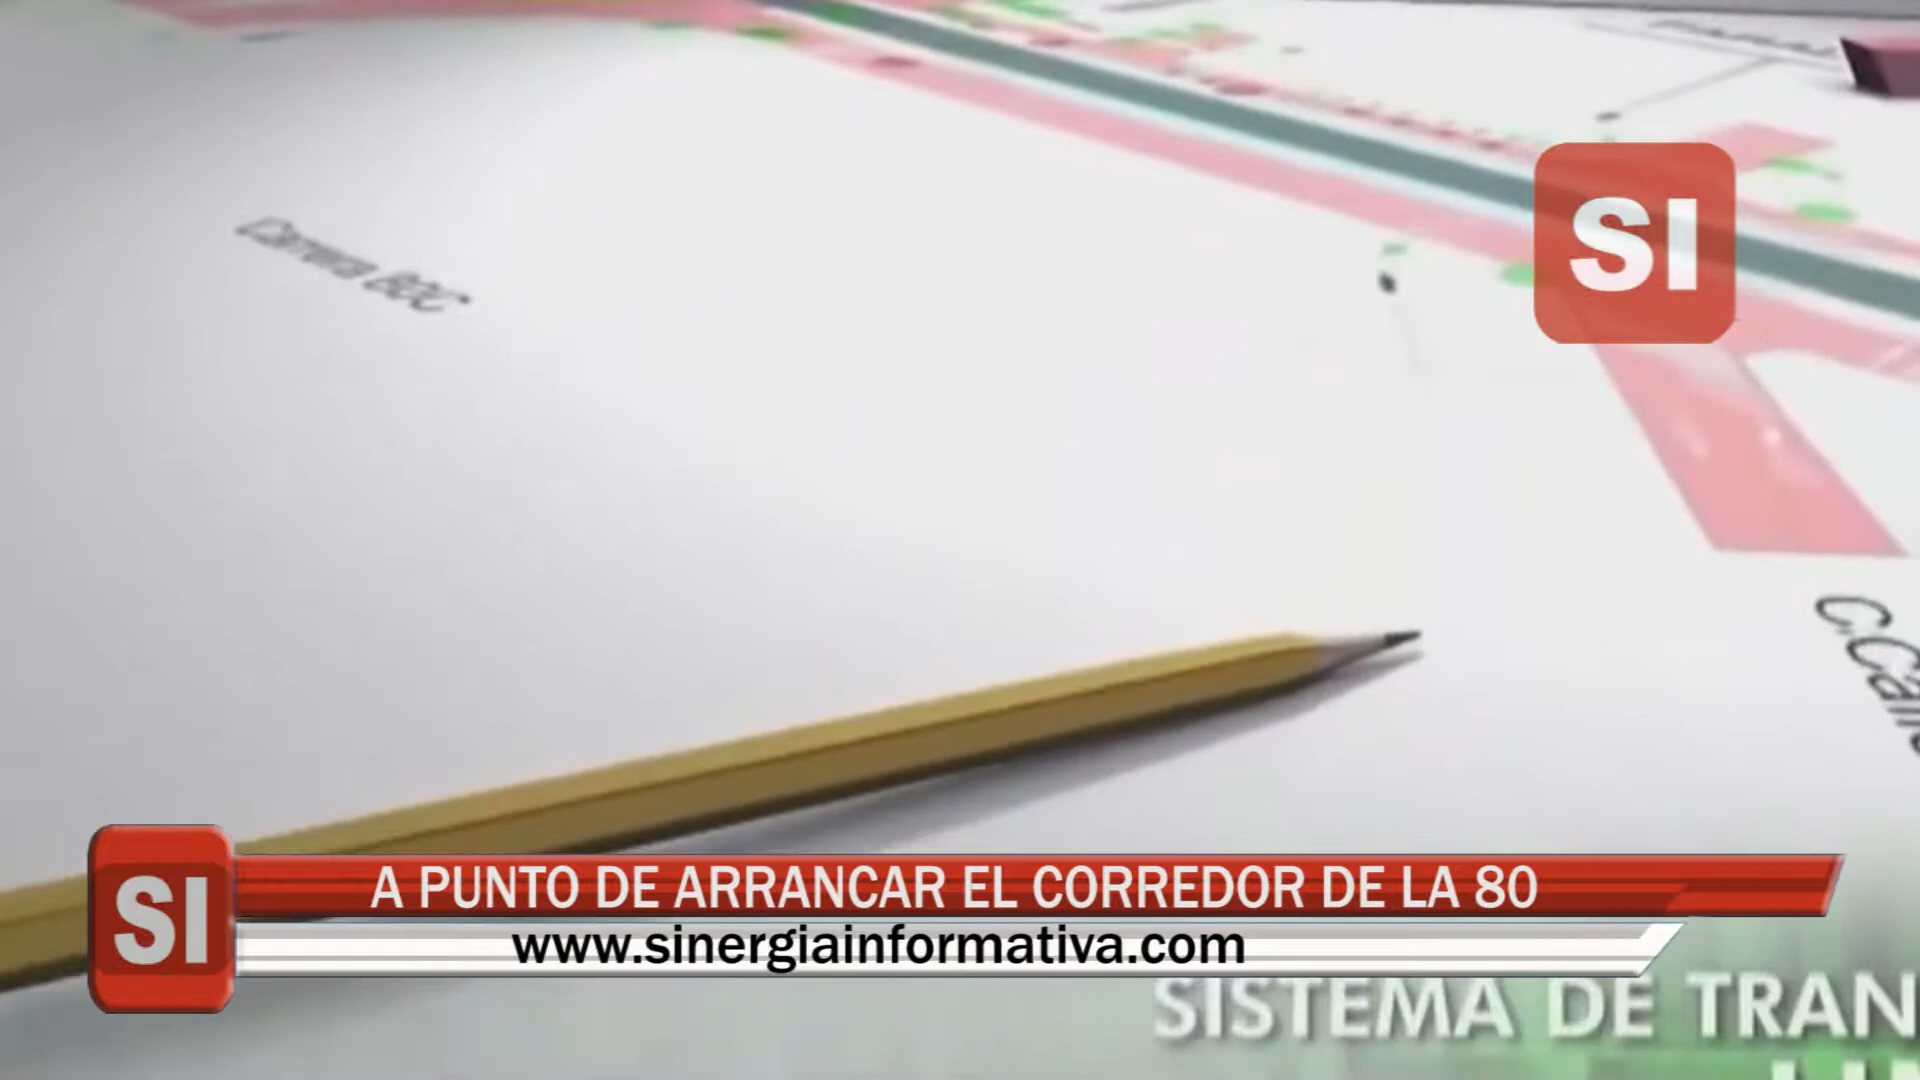 Carrera 80C
SI
A PUNTO DE ARRANCAR EL CORREDOR DE LA 80
SI
www.sinergiainformativa.com
SISTEMA DE TRAN